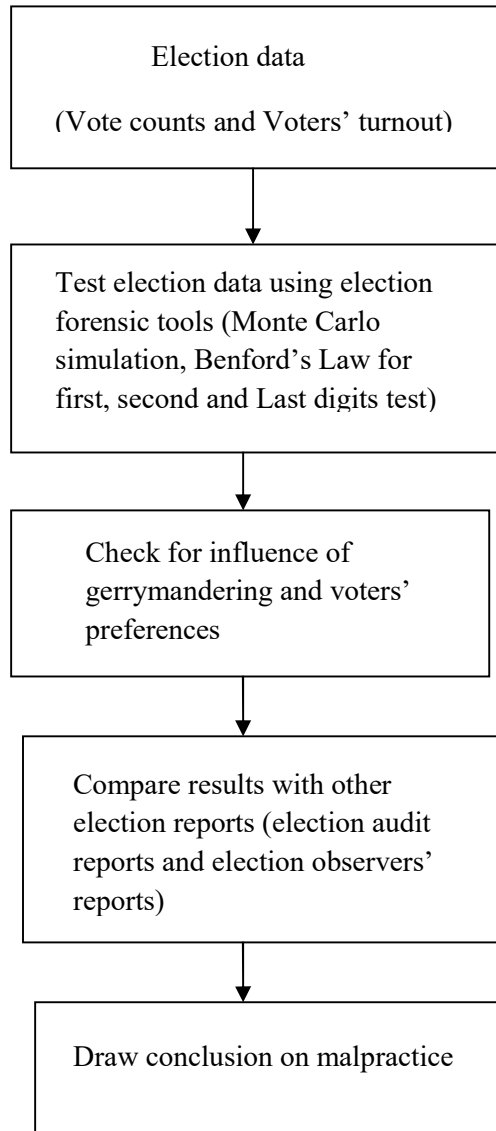 Election data
(Vote counts and Voters’ turnout)
Test election data using election
forensic tools (Monte Carlo
simulation, Benford’s Law for
first, second and Last digits test)
Check for influence of
gerrymandering and voters’
preferences
Compare results with other
election reports (election audit
reports and election observers’
reports)
Draw conclusion on malpractice